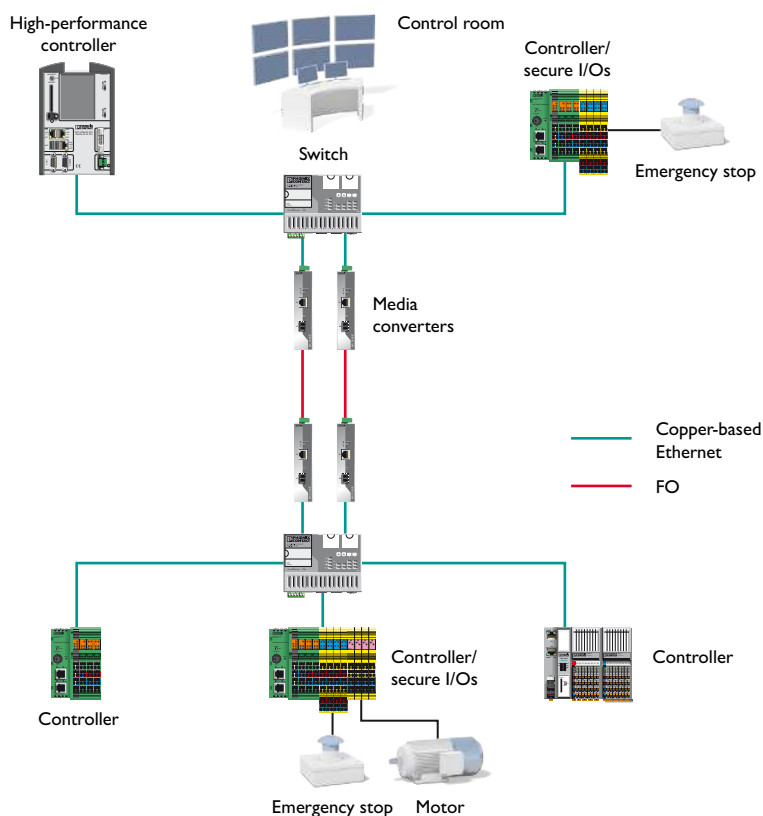 High-performance
controller
Control room
Controller/
secure I/Os
Switch
Emergency stop
Media
converters
Copper-based
Ethernet
FO
Controller
Controller/
secure I/Os
Controller
Emergency stop
Motor